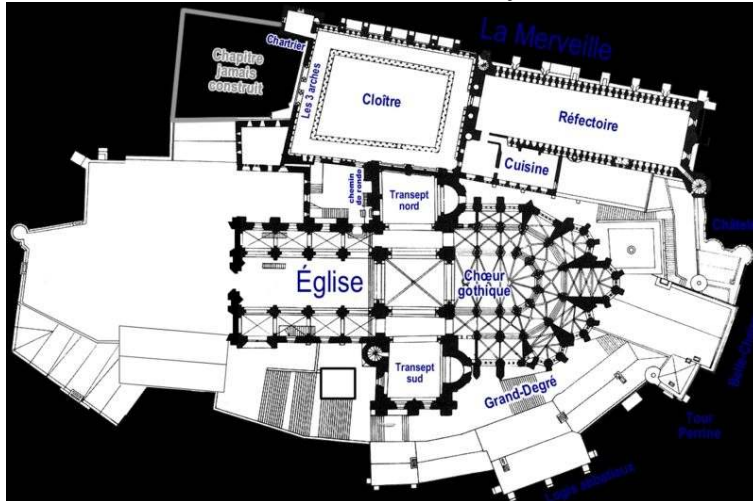 La Merveille
Chartrier
Chapitre
jamais
construit
Les 3 arches
Cloître
Réfectoire
Cuisine
chemin
de ronde
Transept
nord
Église
Chœur
gothique
Transept
sud
Grand-Degré
Tour
Perrine